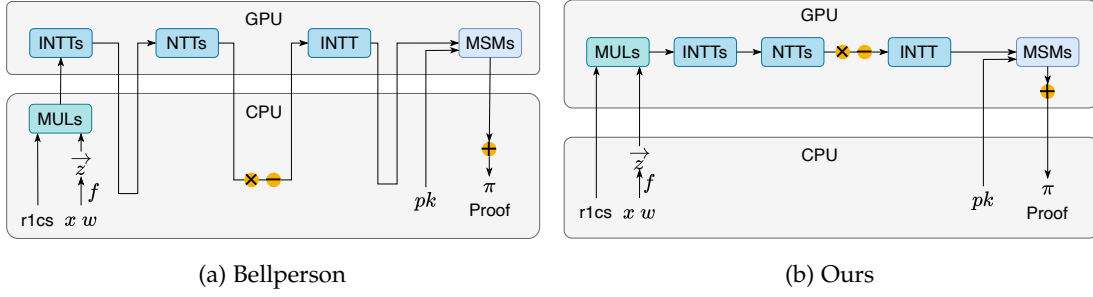 GPU
INTTs NTTs INTT MSMs
CPU
MULs
× −
+
z
f
r1cs x w pk π
Proof
(a) Bellperson
GPU
MULs INTTs NTTs × − INTT MSMs
+
CPU
z
f
r1cs x w pk π
Proof
(b) Ours